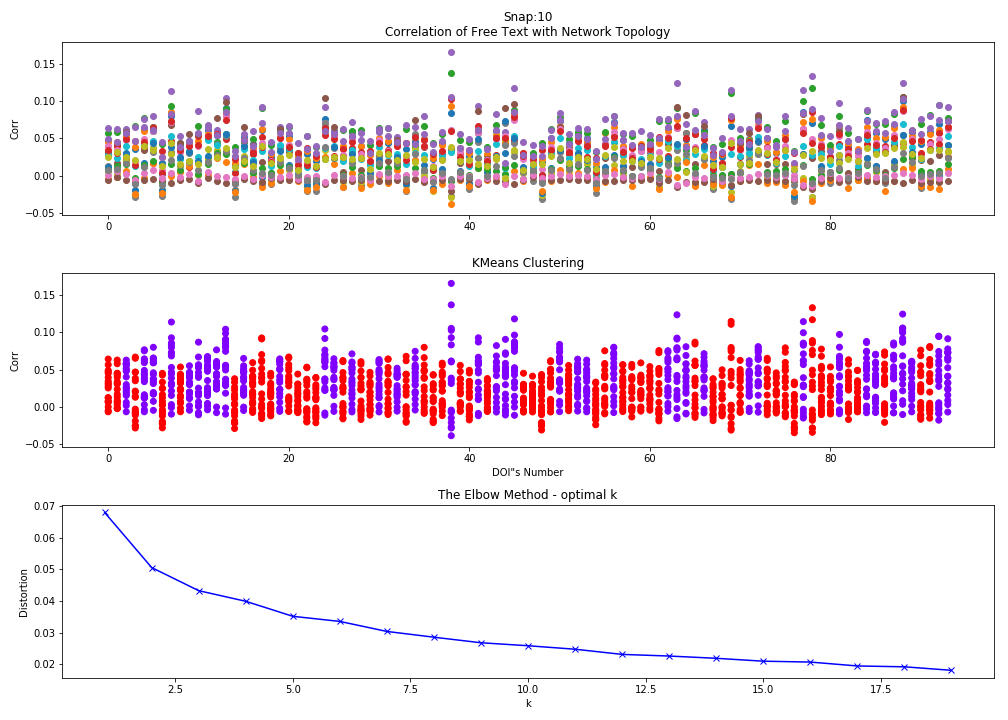 Snap:10
Correlation of Free Text with Network Topology
0.15
0.10
0.05
0.00
−0.05
Corr
0 20 40 60 80
KMeans Clustering
0.15
0.10
0.05
0.00
−0.05
Corr
0 20 40 60 80
DOI"s Number
The Elbow Method - optimal k
0.07
0.06
0.05
0.04
0.03
0.02
Distortion
2.5 5.0 7.5 10.0 12.5 15.0 17.5
k